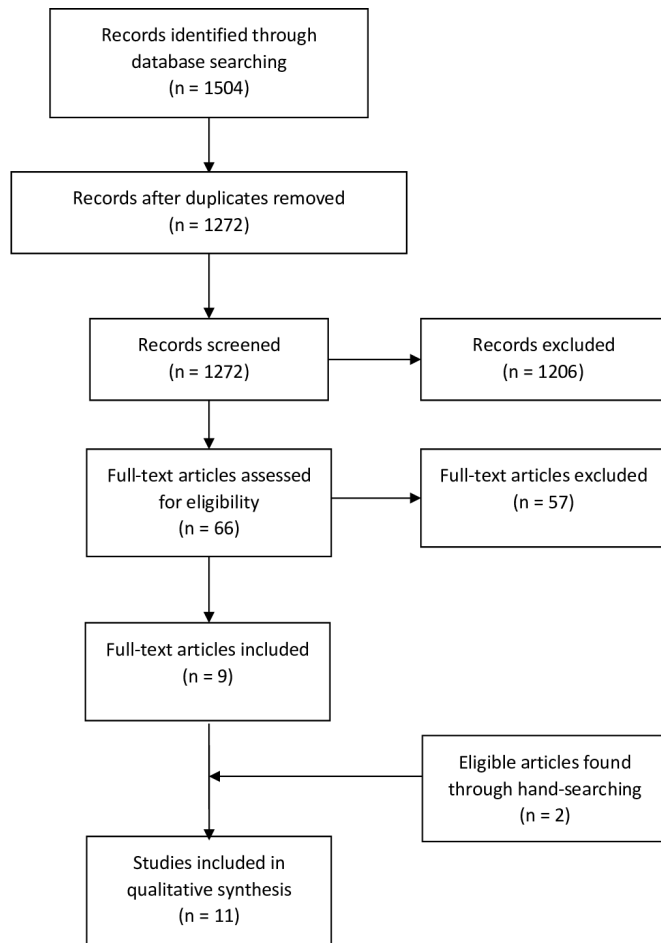 Records identified through
database searching
(n = 1504)
Records after duplicates removed
(n = 1272)
Records screened
(n = 1272)
Records excluded
(n = 1206)
Full-text articles assessed
for eligibility
(n = 66)
Full-text articles excluded
(n = 57)
Full-text articles included
(n = 9)
Eligible articles found
through hand-searching
(n = 2)
Studies included in
qualitative synthesis
(n = 11)